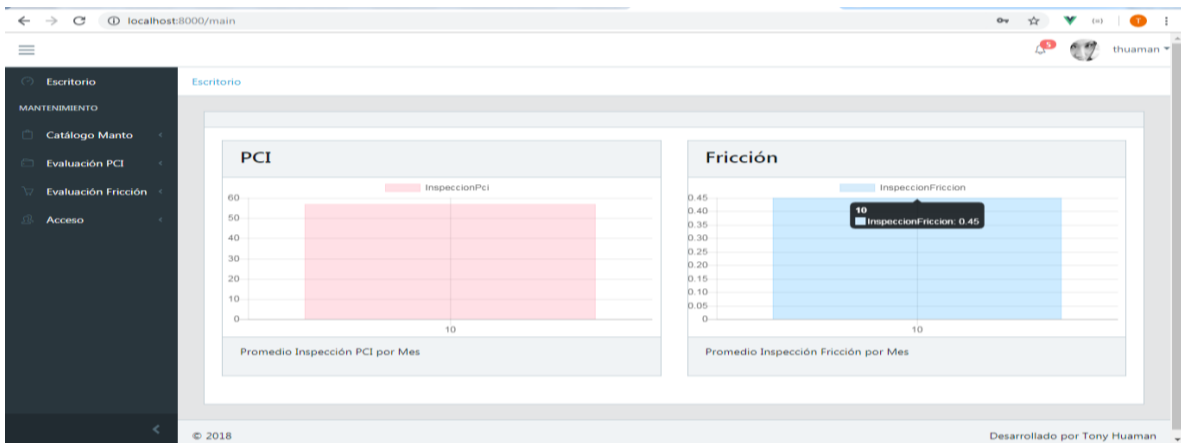 localhost:8000/main
T
5
thuaman
Escritorio
Escritorio
MANTENIMIENTO
Catálogo Manto
Evaluación PCI
Evaluación Fricción
Acceso
PCI
InspeccionPci
60
50
40
30
20
10
0
10
Promedio Inspección PCI por Mes
Fricción
InspeccionFriccion
0.45
0.40
0.35
0.30
0.25
0.20
0.15
0.10
0.05
0
10
InspeccionFriccion: 0.45
10
Promedio Inspección Fricción por Mes
© 2018
Desarrollado por Tony Huaman